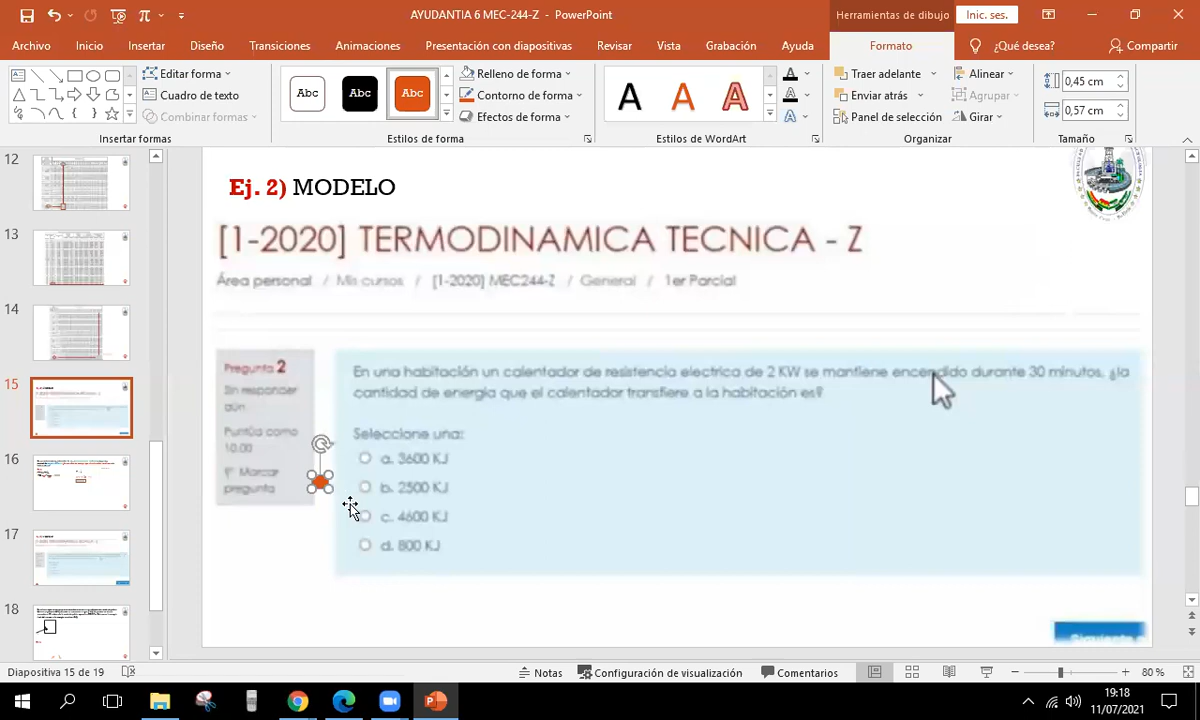 AYUDANTIA 6 MEC-244-Z - PowerPoint
Herramientas de dibujo
Inic. ses.
Archivo
Inicio
Insertar
Diseño
Transiciones
Animaciones
Presentación con diapositivas
Revisar
Vista
Grabación
Ayuda
Formato
¿Qué desea?
Compartir
Editar forma
Cuadro de texto
Combinar formas
Insertar formas
Abc
Abc
Abc
Relleno de forma
Contorno de forma
Efectos de forma
Estilos de forma
A
A
A
Estilos de WordArt
Traer adelante
Enviar atrás
Panel de selección
Alinear
Agrupar
Girar
Organizar
0,45 cm
0,57 cm
Tamaño
12
13
14
15
16
17
18
Ej. 2) MODELO
[1-2020] TERMODINAMICA TECNICA - Z
Área personal / Mis cursos / [1-2020] MEC244-Z / General / 1er Parcial
Pregunta 2
Sin responder
aún
Puntúa como
10.00
Marcar
pregunta
En una habitación un calentador de resistencia electrica de 2 KW se mantiene encendido durante 30 minutos, ¿la
cantidad de energia que el calentador transfiere a la habitación es?
Seleccione una:
a. 3600 KJ
b. 2500 KJ
c. 4600 KJ
d. 800 KJ
Diapositiva 15 de 19
Notas
Configuración de visualización
Comentarios
80 %
19:18
11/07/2021